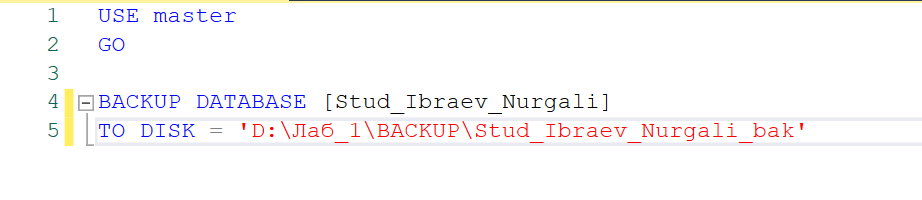 1 USE master
2 GO
3
4 BACKUP DATABASE [Stud_Ibraev_Nurgali]
5 TO DISK = 'D:\Лаб_1\BACKUP\Stud_Ibraev_Nurgali_bak'